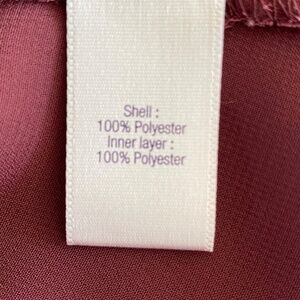 Shell :
100% Polyester
Inner layer :
100% Polyester